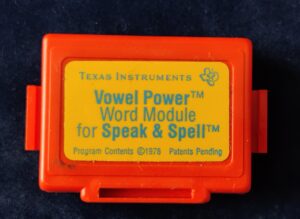 TEXAS INSTRUMENTS
Vowel Power™
Word Module
for Speak & Spell™
Program Contents ©1978 Patents Pending